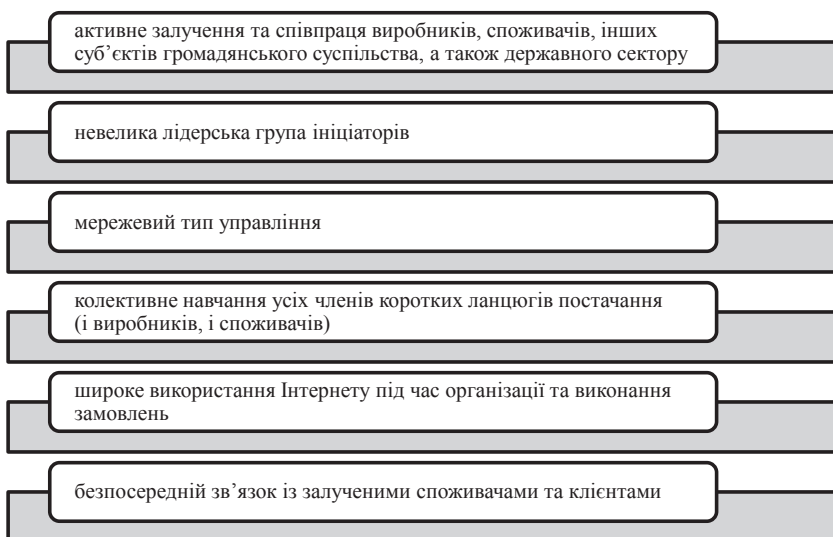 активне залучення та співпраця виробників, споживачів, інших
суб’єктів громадянського суспільства, а також державного сектору
невелика лідерська група ініціаторів
мережевий тип управління
колективне навчання усіх членів коротких ланцюгів постачання
(і виробників, і споживачів)
широке використання Інтернету під час організації та виконання
замовлень
безпосередній зв’язок із залученими споживачами та клієнтами